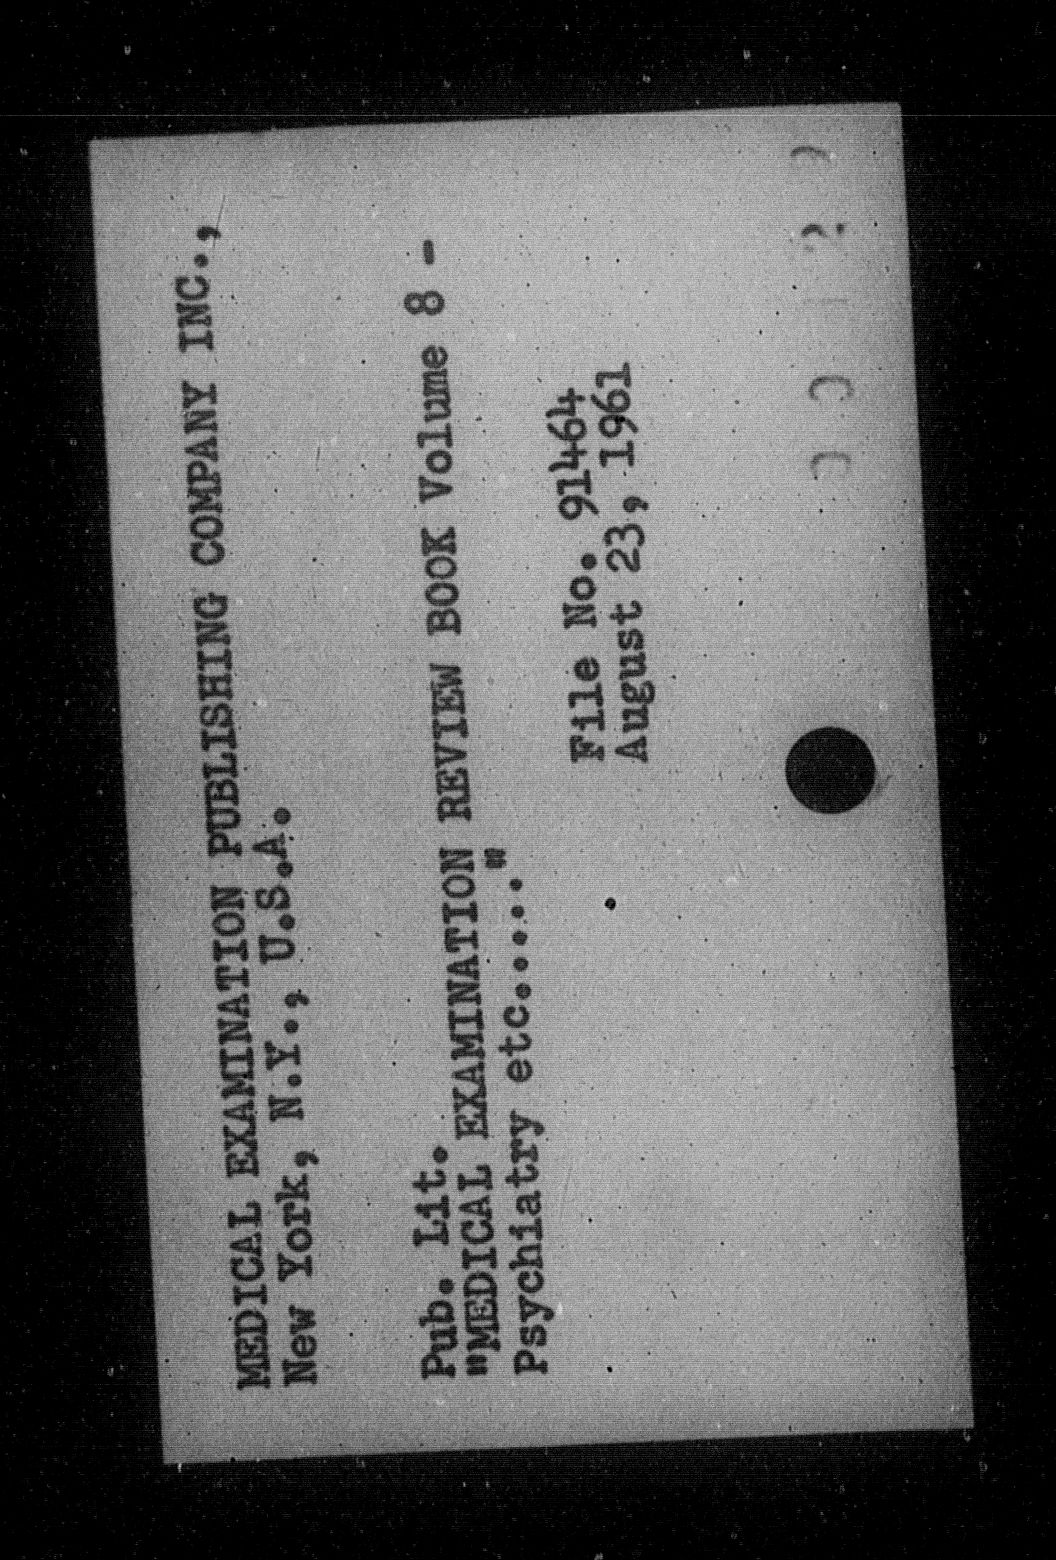 MEDICAL EXAMINATION PUBLISHING COMPANY INC.,
New York, N.Y., U.S.A.
Pub. Lit.
"MEDICAL EXAMINATION REVIEW BOOK Volume 8 -
Psychiatry etc......"
File No. 91464
August 23, 1961